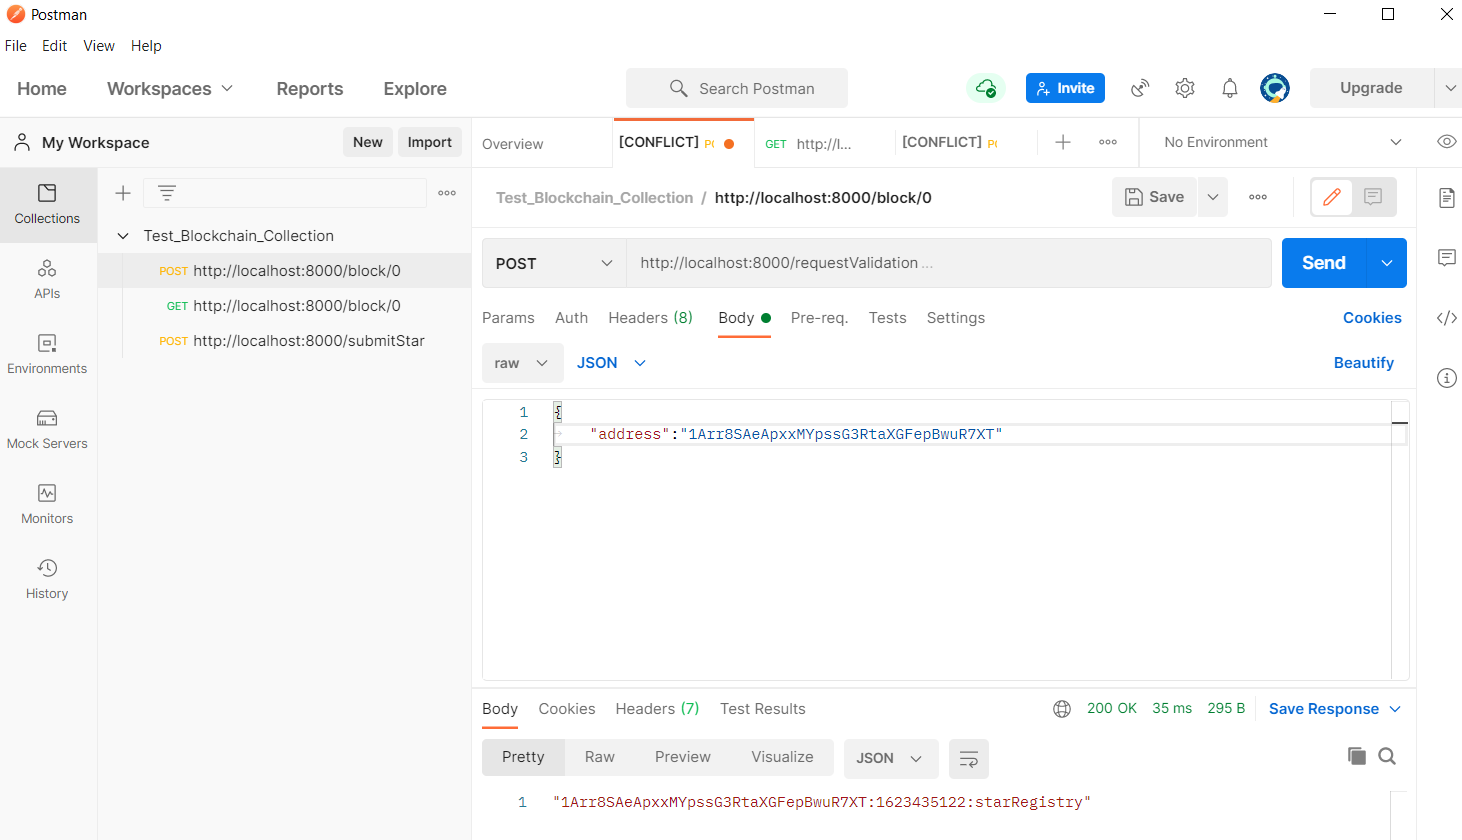 Postman
File Edit View Help
Home Workspaces Reports Explore Search Postman Invite Upgrade
My Workspace New Import Overview [CONFLICT] PC GET http://l... [CONFLICT] PC No Environment
Collections
APIs
Environments
Mock Servers
Monitors
History
Test_Blockchain_Collection
POST http://localhost:8000/block/0
GET http://localhost:8000/block/0
POST http://localhost:8000/submitStar
Test_Blockchain_Collection / http://localhost:8000/block/0 Save
POST http://localhost:8000/requestValidation ... Send
Params Auth Headers (8) Body Pre-req. Tests Settings Cookies
raw JSON Beautify
1 {
2 "address":"1Arr8SAeApxxMYpssG3RtaXGFepBwuR7XT"
3 }
Body Cookies Headers (7) Test Results 200 OK 35 ms 295 B Save Response
Pretty Raw Preview Visualize JSON
1 "1Arr8SAeApxxMYpssG3RtaXGFepBwuR7XT:1623435122:starRegistry"